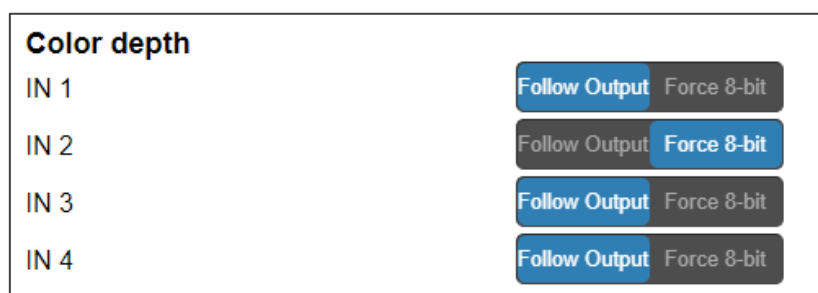 Color depth
IN 1 Follow Output Force 8-bit
IN 2 Follow Output Force 8-bit
IN 3 Follow Output Force 8-bit
IN 4 Follow Output Force 8-bit